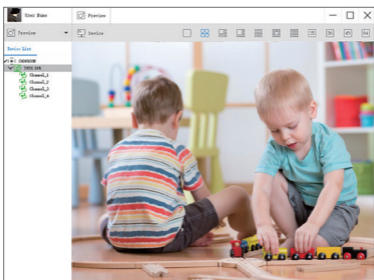 User Name
Preview
Preview
Device
Device List
Channel_1
Channel_2
Channel_3
Channel_4